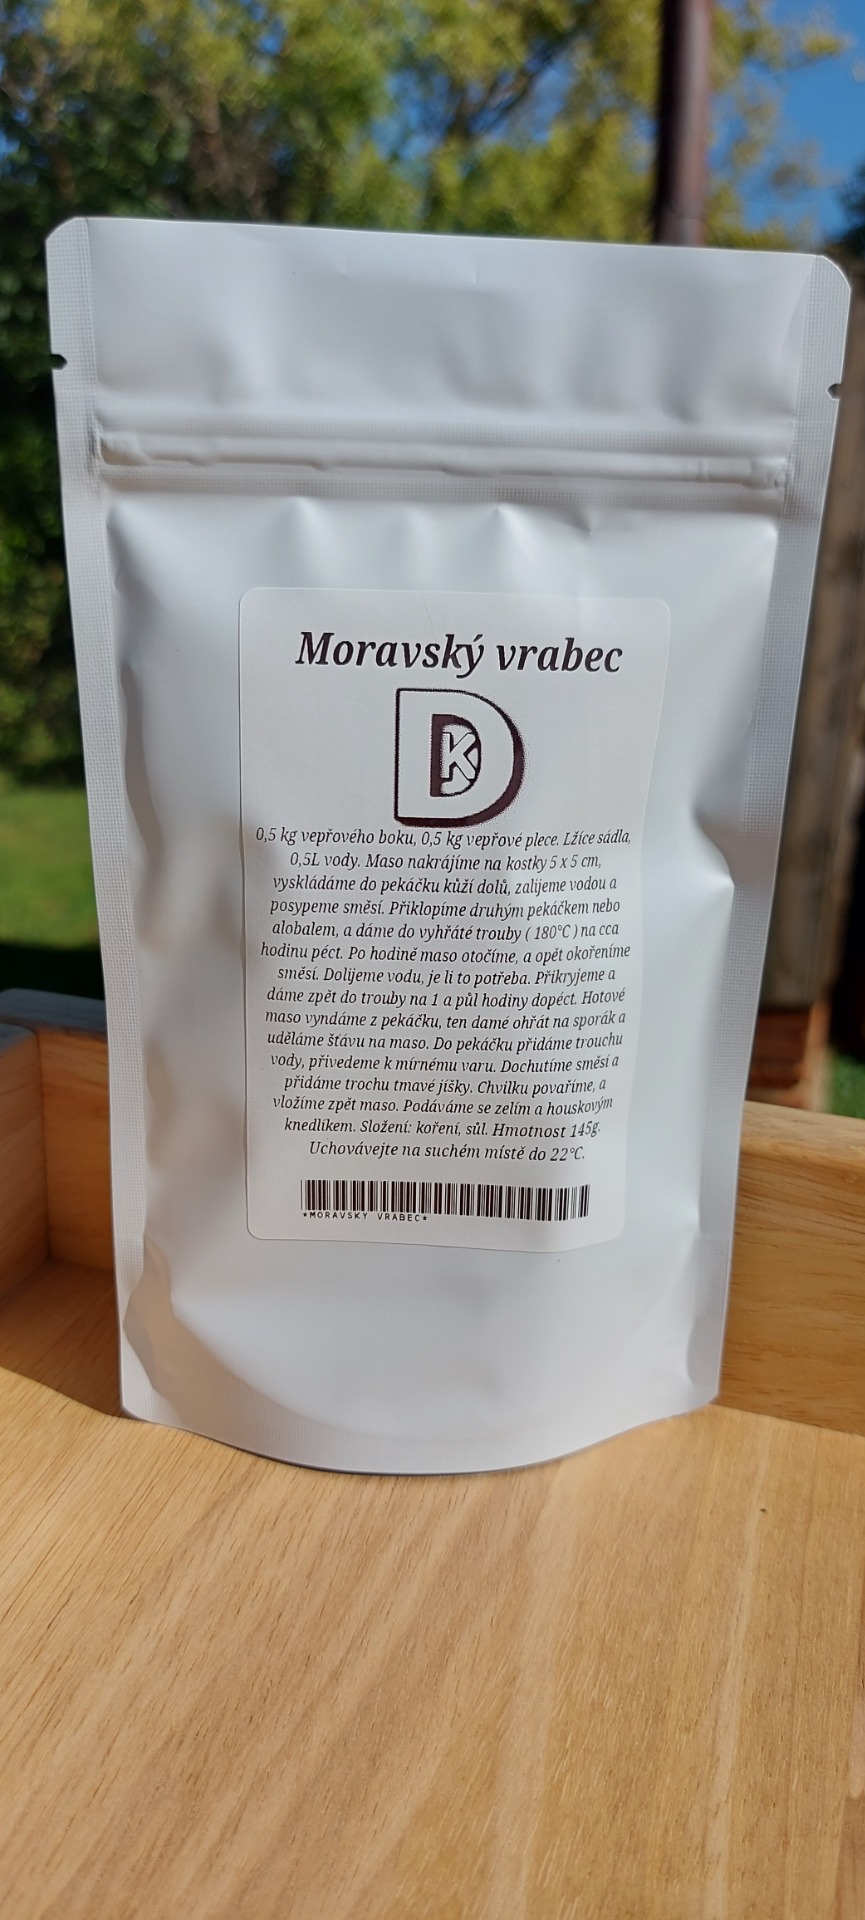 Moravský vrabec
DK
0,5 kg vepřového boku, 0,5 kg vepřové plece. Lžíce sádla,
0,5L vody. Maso nakrájíme na kostky 5 x 5 cm,
vyskládáme do pekáčku kůží dolů, zalijeme vodou a
posypeme směsí. Přiklopíme druhým pekáčkem nebo
alobalem, a dáme do vyhřáté trouby ( 180°C ) na cca
hodinu péct. Po hodině maso otočíme, a opět okořeníme
směsí. Dolijeme vodu, je li to potřeba. Přikryjeme a
dáme zpět do trouby na 1 a půl hodiny dopéct. Hotové
maso vyndáme z pekáčku, ten damé ohřát na sporák a
uděláme šťávu na maso. Do pekáčku přidáme trouchu
vody, přivedeme k mírnému varu. Dochutíme směsí a
přidáme trochu tmavé jíšky. Chvilku povaříme, a
vložíme zpět maso. Podáváme se zelím a houskovým
knedlíkem. Složení: koření, sůl. Hmotnost 145g.
Uchovávejte na suchém místě do 22°C.
*MORAVSKY VRABEC*